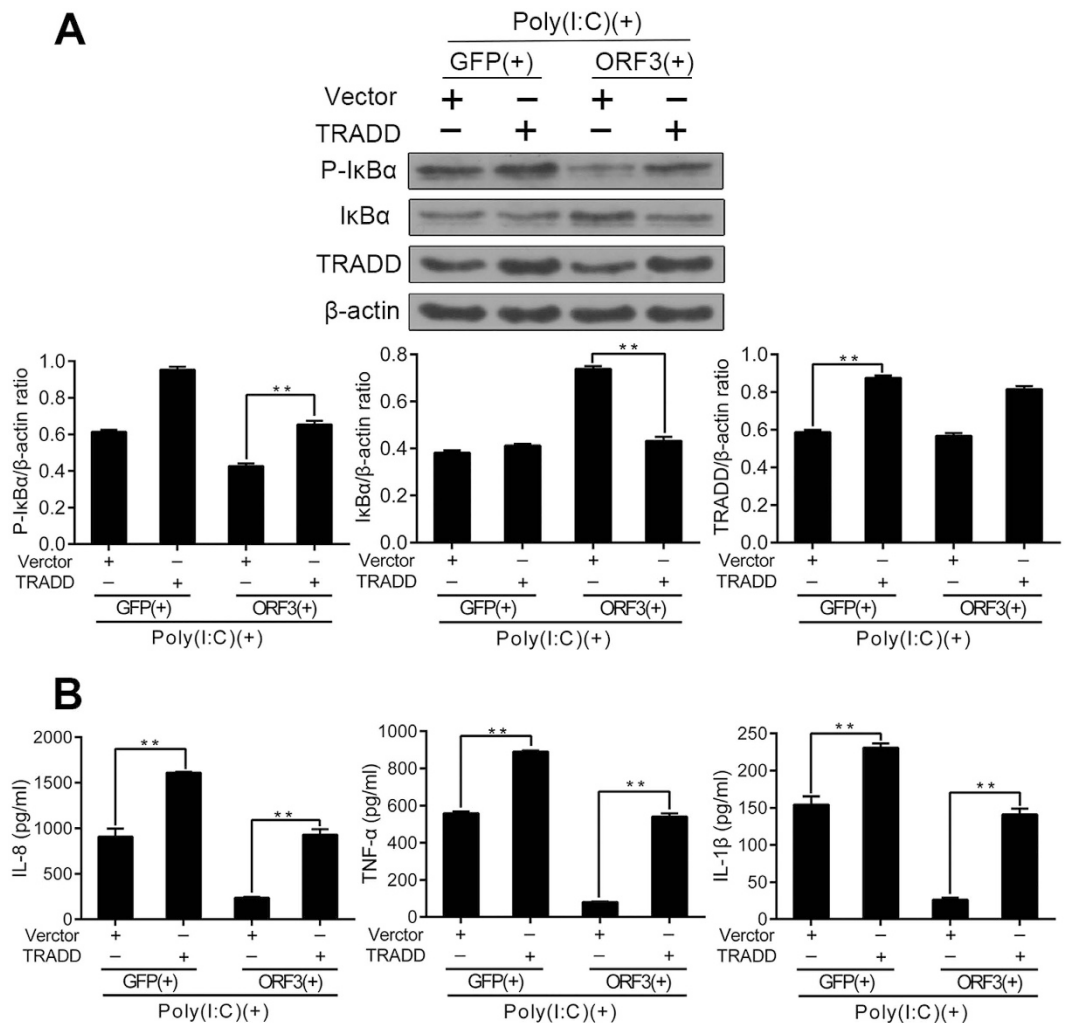 A
Poly(I:C)(+)
GFP(+) ORF3(+)
Vector + − + −
TRADD − + − +
P-IκBα
IκBα
TRADD
β-actin
P-IκBα/β-actin ratio
1.0
0.8
0.6
0.4
0.2
0.0
**
Verctor + − + −
TRADD − + − +
GFP(+) ORF3(+)
Poly(I:C)(+)
IκBα/β-actin ratio
0.8
0.6
0.4
0.2
0.0
**
Verctor + − + −
TRADD − + − +
GFP(+) ORF3(+)
Poly(I:C)(+)
TRADD/β-actin ratio
1.0
0.8
0.6
0.4
0.2
0.0
**
Verctor + − + −
TRADD − + − +
GFP(+) ORF3(+)
Poly(I:C)(+)
B
IL-8 (pg/ml)
2000
1500
1000
500
0
**
**
Verctor + − + −
TRADD − + − +
GFP(+) ORF3(+)
Poly(I:C)(+)
TNF-α (pg/ml)
1000
800
600
400
200
0
**
**
Verctor + − + −
TRADD − + − +
GFP(+) ORF3(+)
Poly(I:C)(+)
IL-1β (pg/ml)
250
200
150
100
50
0
**
**
Verctor + − + −
TRADD − + − +
GFP(+) ORF3(+)
Poly(I:C)(+)